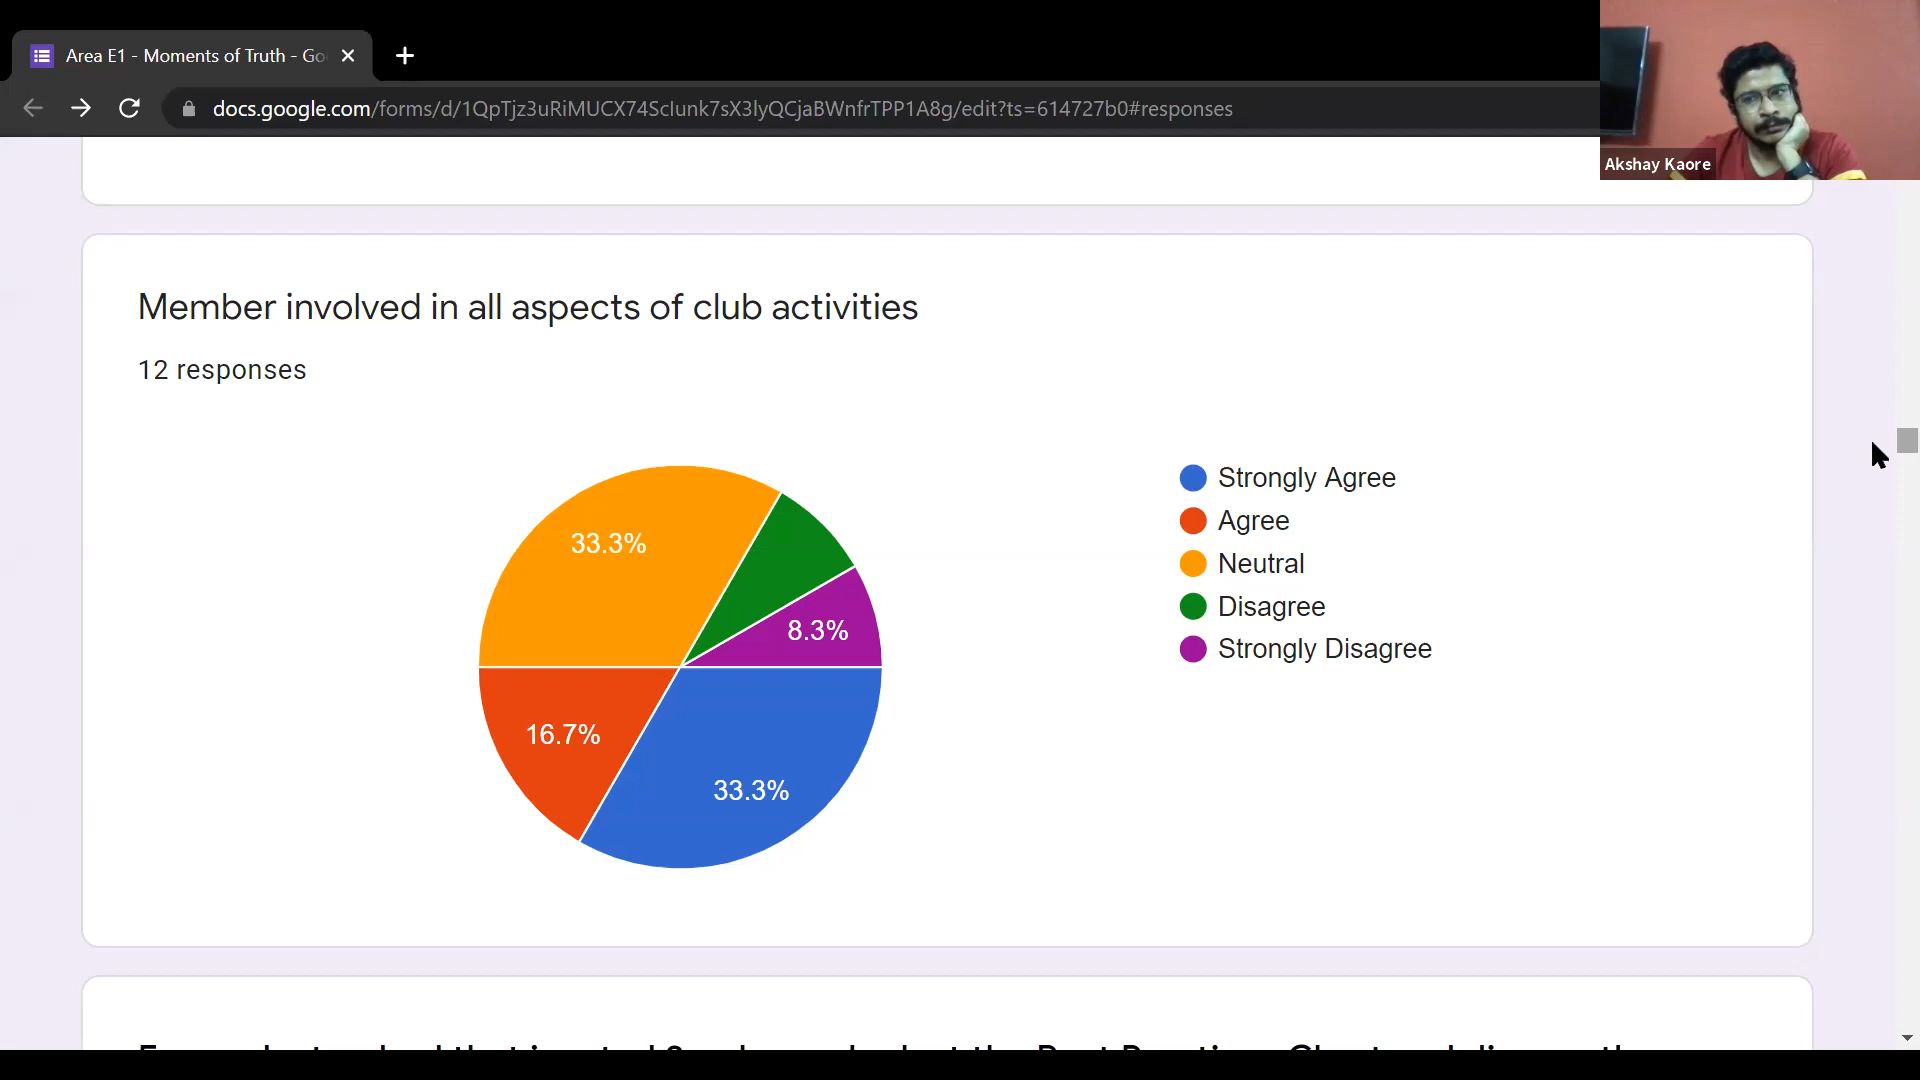 Area E1 - Moments of Truth - Go
docs.google.com/forms/d/1QpTjz3uRiMUCX74ScIunk7sX3lyQCjaBWnfrTPP1A8g/edit?ts=614727b0#responses
Akshay Kaore
Member involved in all aspects of club activities
12 responses
33.3%
8.3%
16.7%
33.3%
Strongly Agree
Agree
Neutral
Disagree
Strongly Disagree